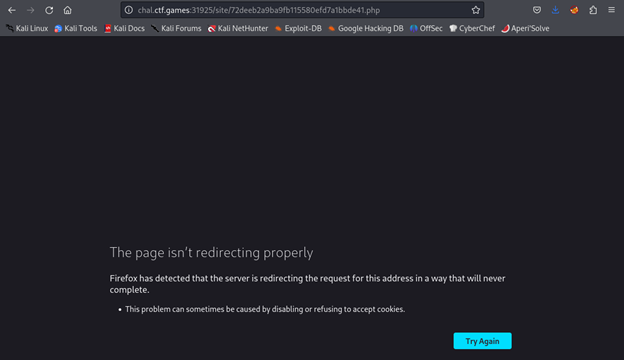 chal.ctf.games:31925/site/72deeb2a9ba9fb115580efd7a1bbde41.php
Kali Linux Kali Tools Kali Docs Kali Forums Kali NetHunter Exploit-DB Google Hacking DB OffSec CyberChef Aperi'Solve
The page isn't redirecting properly
Firefox has detected that the server is redirecting the request for this address in a way that will never
complete.
• This problem can sometimes be caused by disabling or refusing to accept cookies.
Try Again